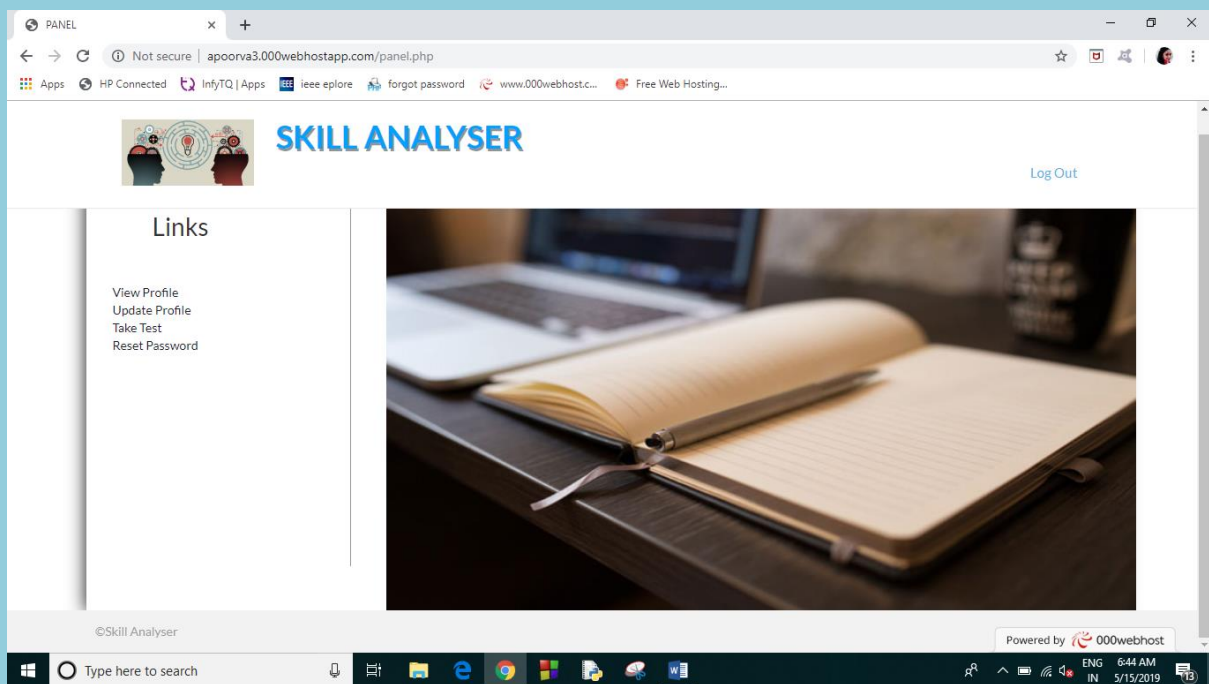 PANEL
Not secure | apoorva3.000webhostapp.com/panel.php
Apps HP Connected InfyTQ | Apps IEEE ieee eplore forgot password www.000webhost.c... Free Web Hosting...
SKILL ANALYSER
Log Out
Links
View Profile
Update Profile
Take Test
Reset Password
©Skill Analyser
Powered by 000webhost
Type here to search
ENG 6:44 AM
IN 5/15/2019
13